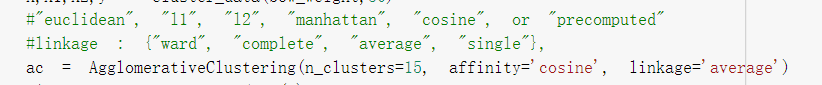 #"euclidean", "l1", "l2", "manhattan", "cosine", or "precomputed"
#linkage : {"ward", "complete", "average", "single"},
ac = AgglomerativeClustering(n_clusters=15, affinity='cosine', linkage='average')